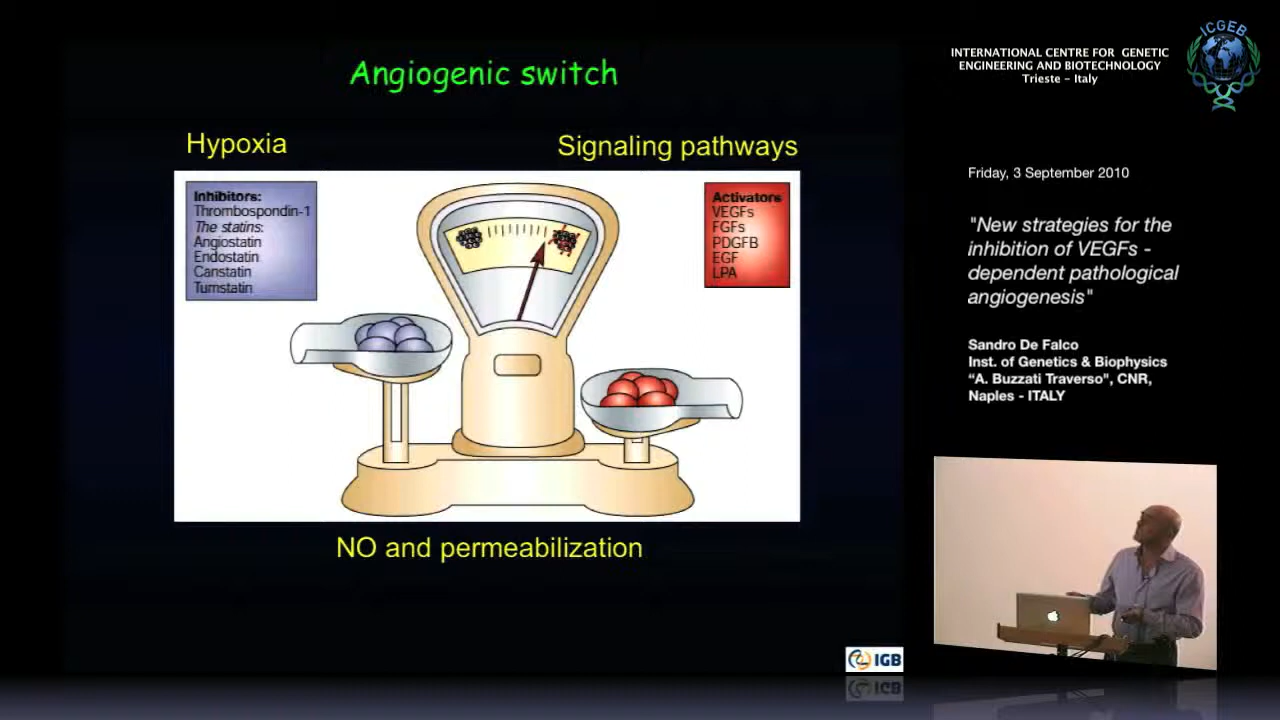 Angiogenic switch
Hypoxia
Signaling pathways
Inhibitors:
Thrombospondin-1
The statins:
Angiostatin
Endostatin
Canstatin
Tumstatin
Activators
VEGFs
FGFs
PDGFB
EGF
LPA
NO and permeabilization
IGB
ICGEB
INTERNATIONAL CENTRE FOR GENETIC
ENGINEERING AND BIOTECHNOLOGY
Trieste - Italy
Friday, 3 September 2010
"New strategies for the
inhibition of VEGFs -
dependent pathological
angiogenesis"
Sandro De Falco
Inst. of Genetics & Biophysics
“A. Buzzati Traverso", CNR,
Naples - ITALY